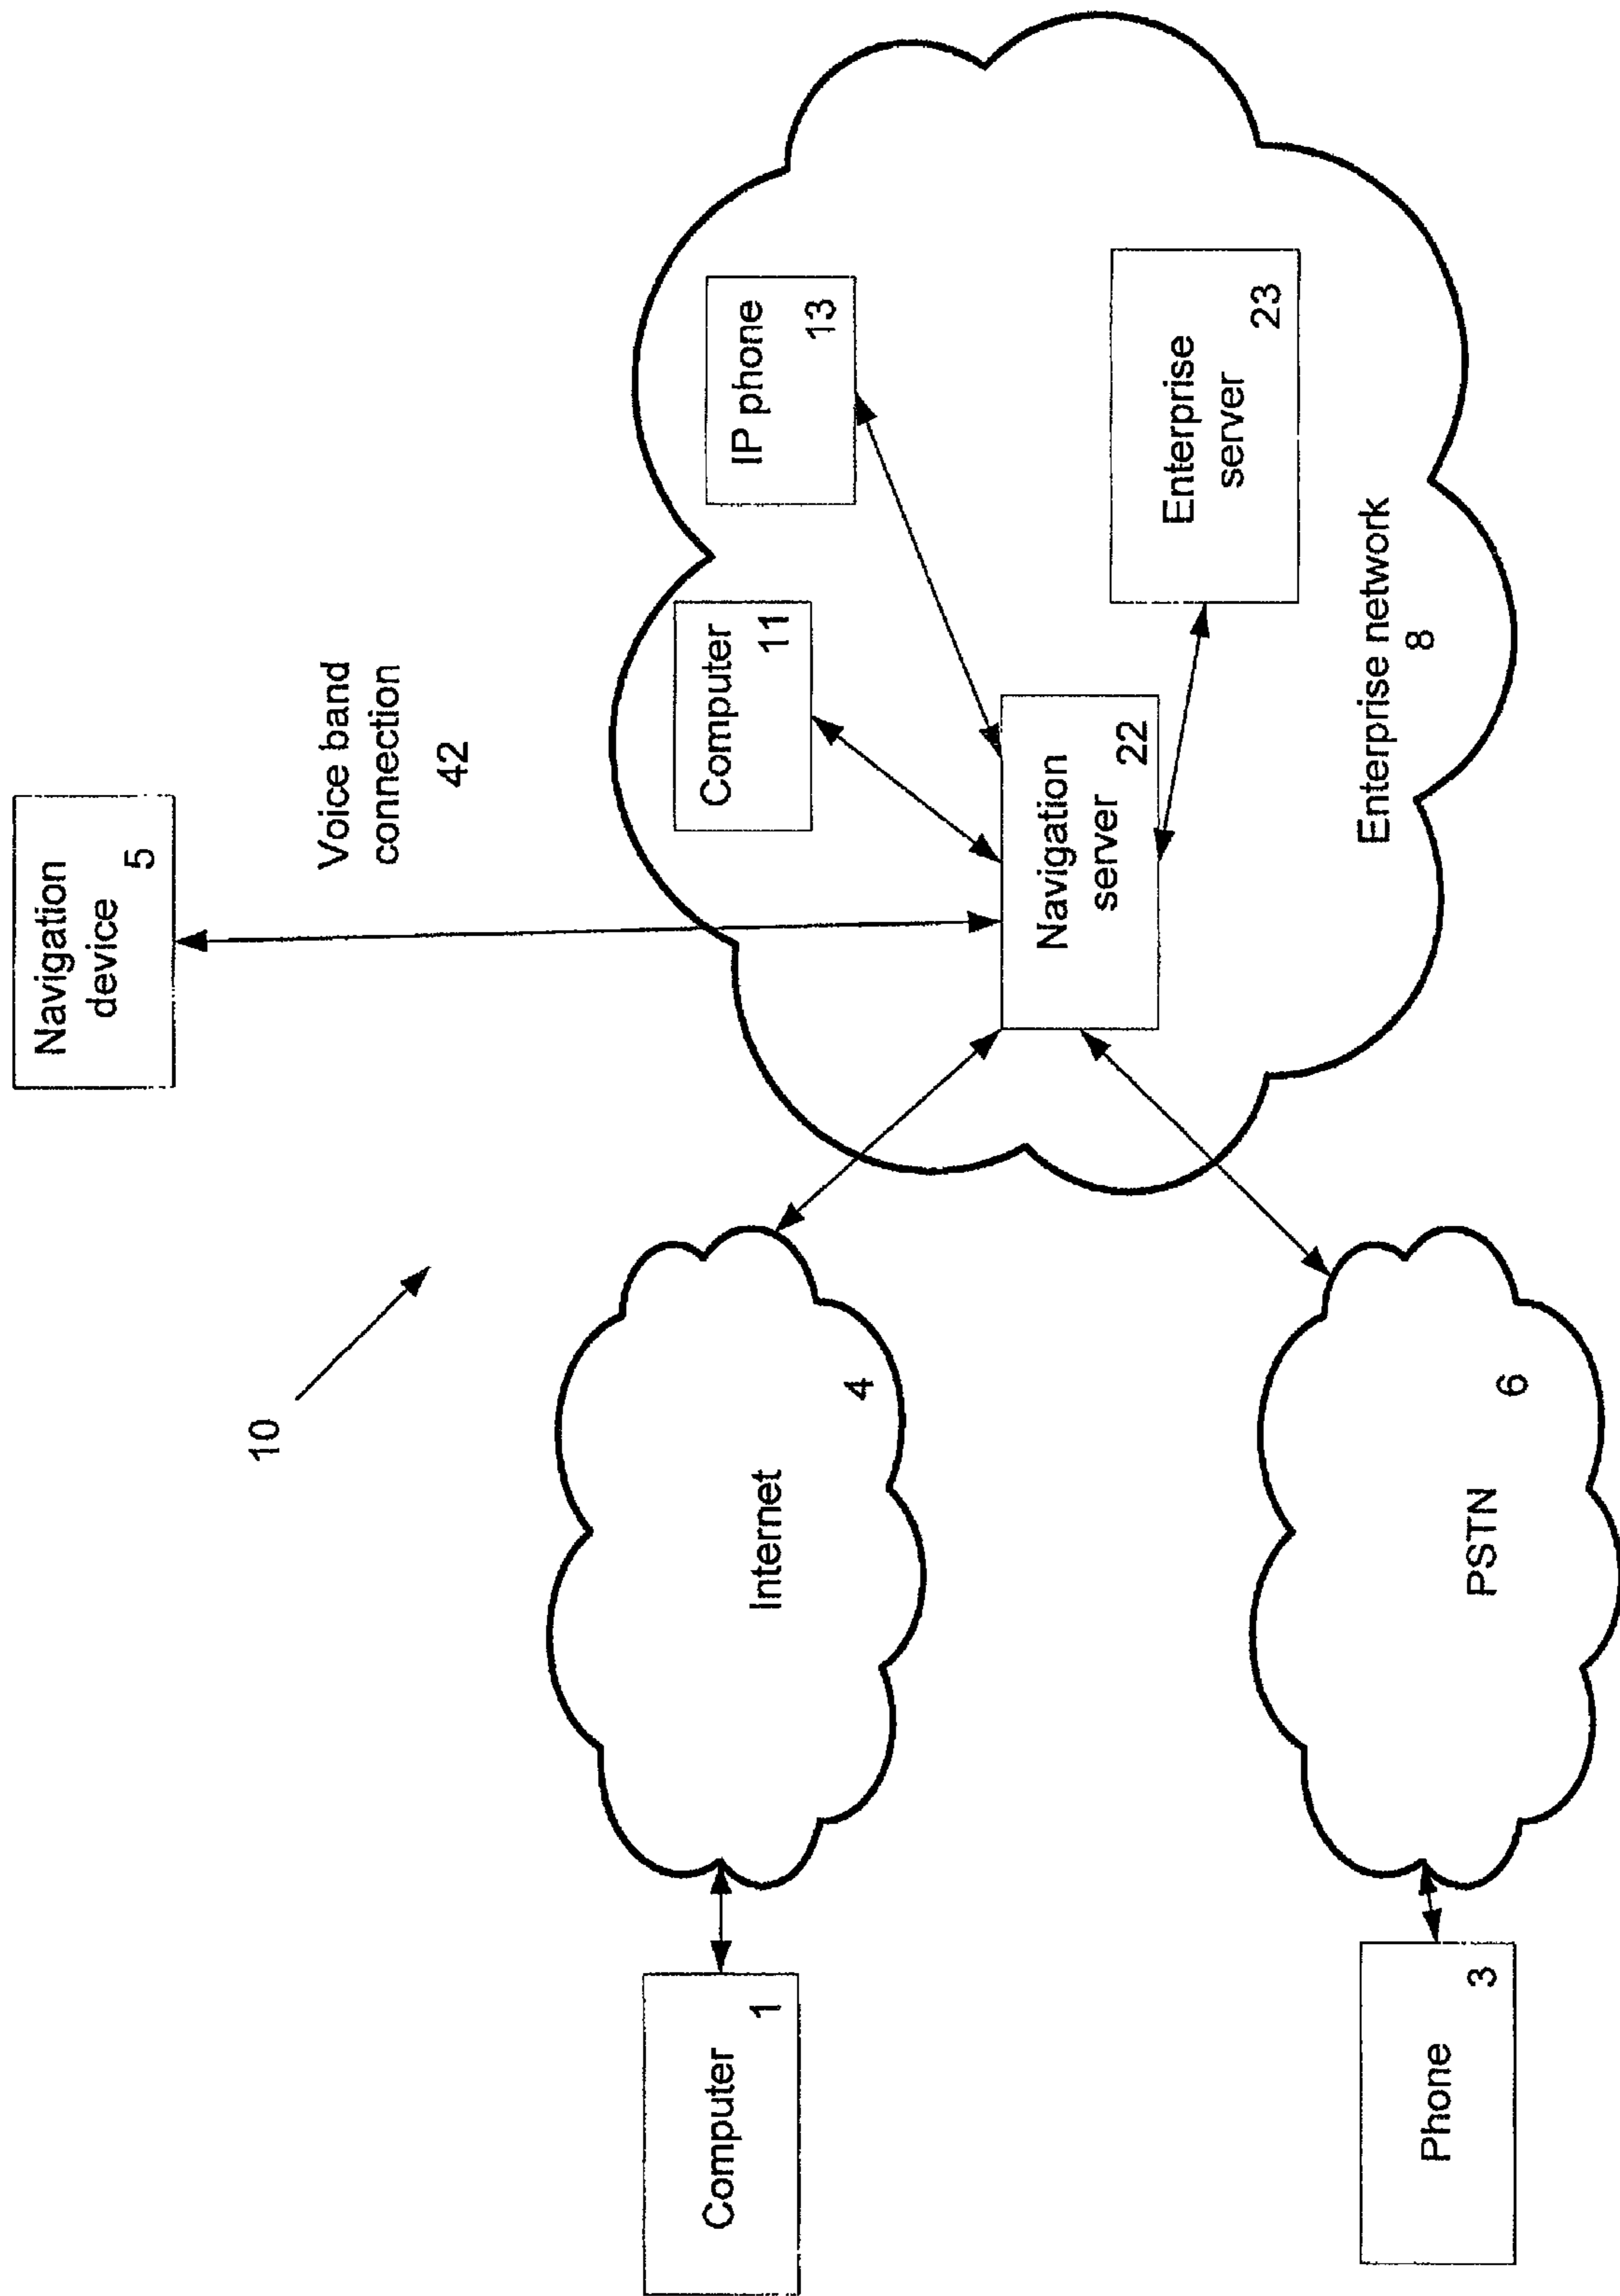 Navigation
device
5
Voice band
connection
42
10
Computer
11
IP phone
13
Navigation
server
22
Enterprise
server
23
Enterprise network
8
Internet
4
PSTN
6
Computer
1
Phone
3